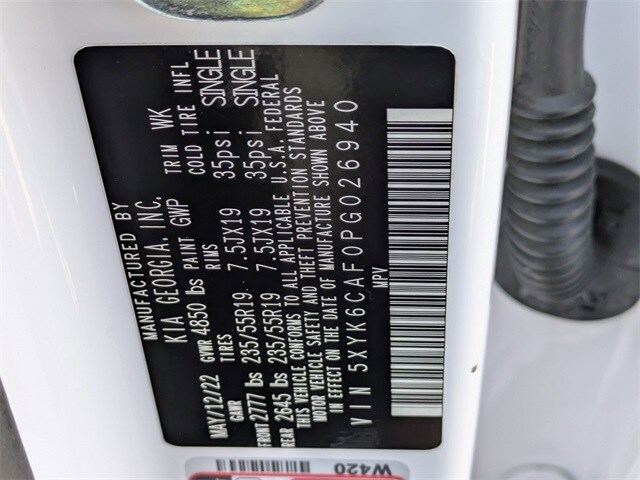 MANUFACTURED BY
KIA GEORGIA, INC.
MAY/12/22 GVWR 4850 lbs PAINT GWP TRIM WK
GAWR TIRES RIMS COLD TIRE INFL
FRONT 2777 lbs 235/55R19 7.5JX19 35psi SINGLE
REAR 2645 lbs 235/55R19 7.5JX19 35psi SINGLE
THIS VEHICLE CONFORMS TO ALL APPLICABLE U.S.A. FEDERAL
MOTOR VEHICLE SAFETY AND THEFT PREVENTION STANDARDS
IN EFFECT ON THE DATE OF MANUFACTURE SHOWN ABOVE
VIN 5XYK6CAF0PG026940
MPV
W420